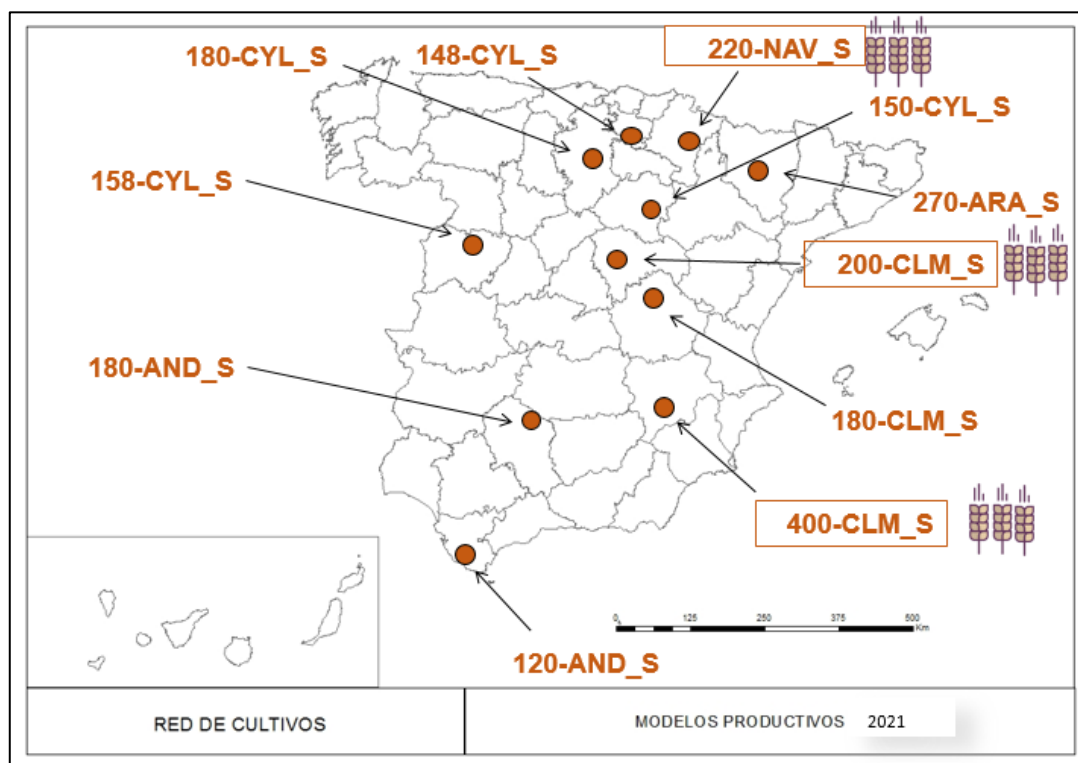 180-CYL_S
148-CYL_S
220-NAV_S
150-CYL_S
158-CYL_S
270-ARA_S
200-CLM_S
180-AND_S
180-CLM_S
400-CLM_S
0 125 250 500
Km
120-AND_S
RED DE CULTIVOS
MODELOS PRODUCTIVOS 2021